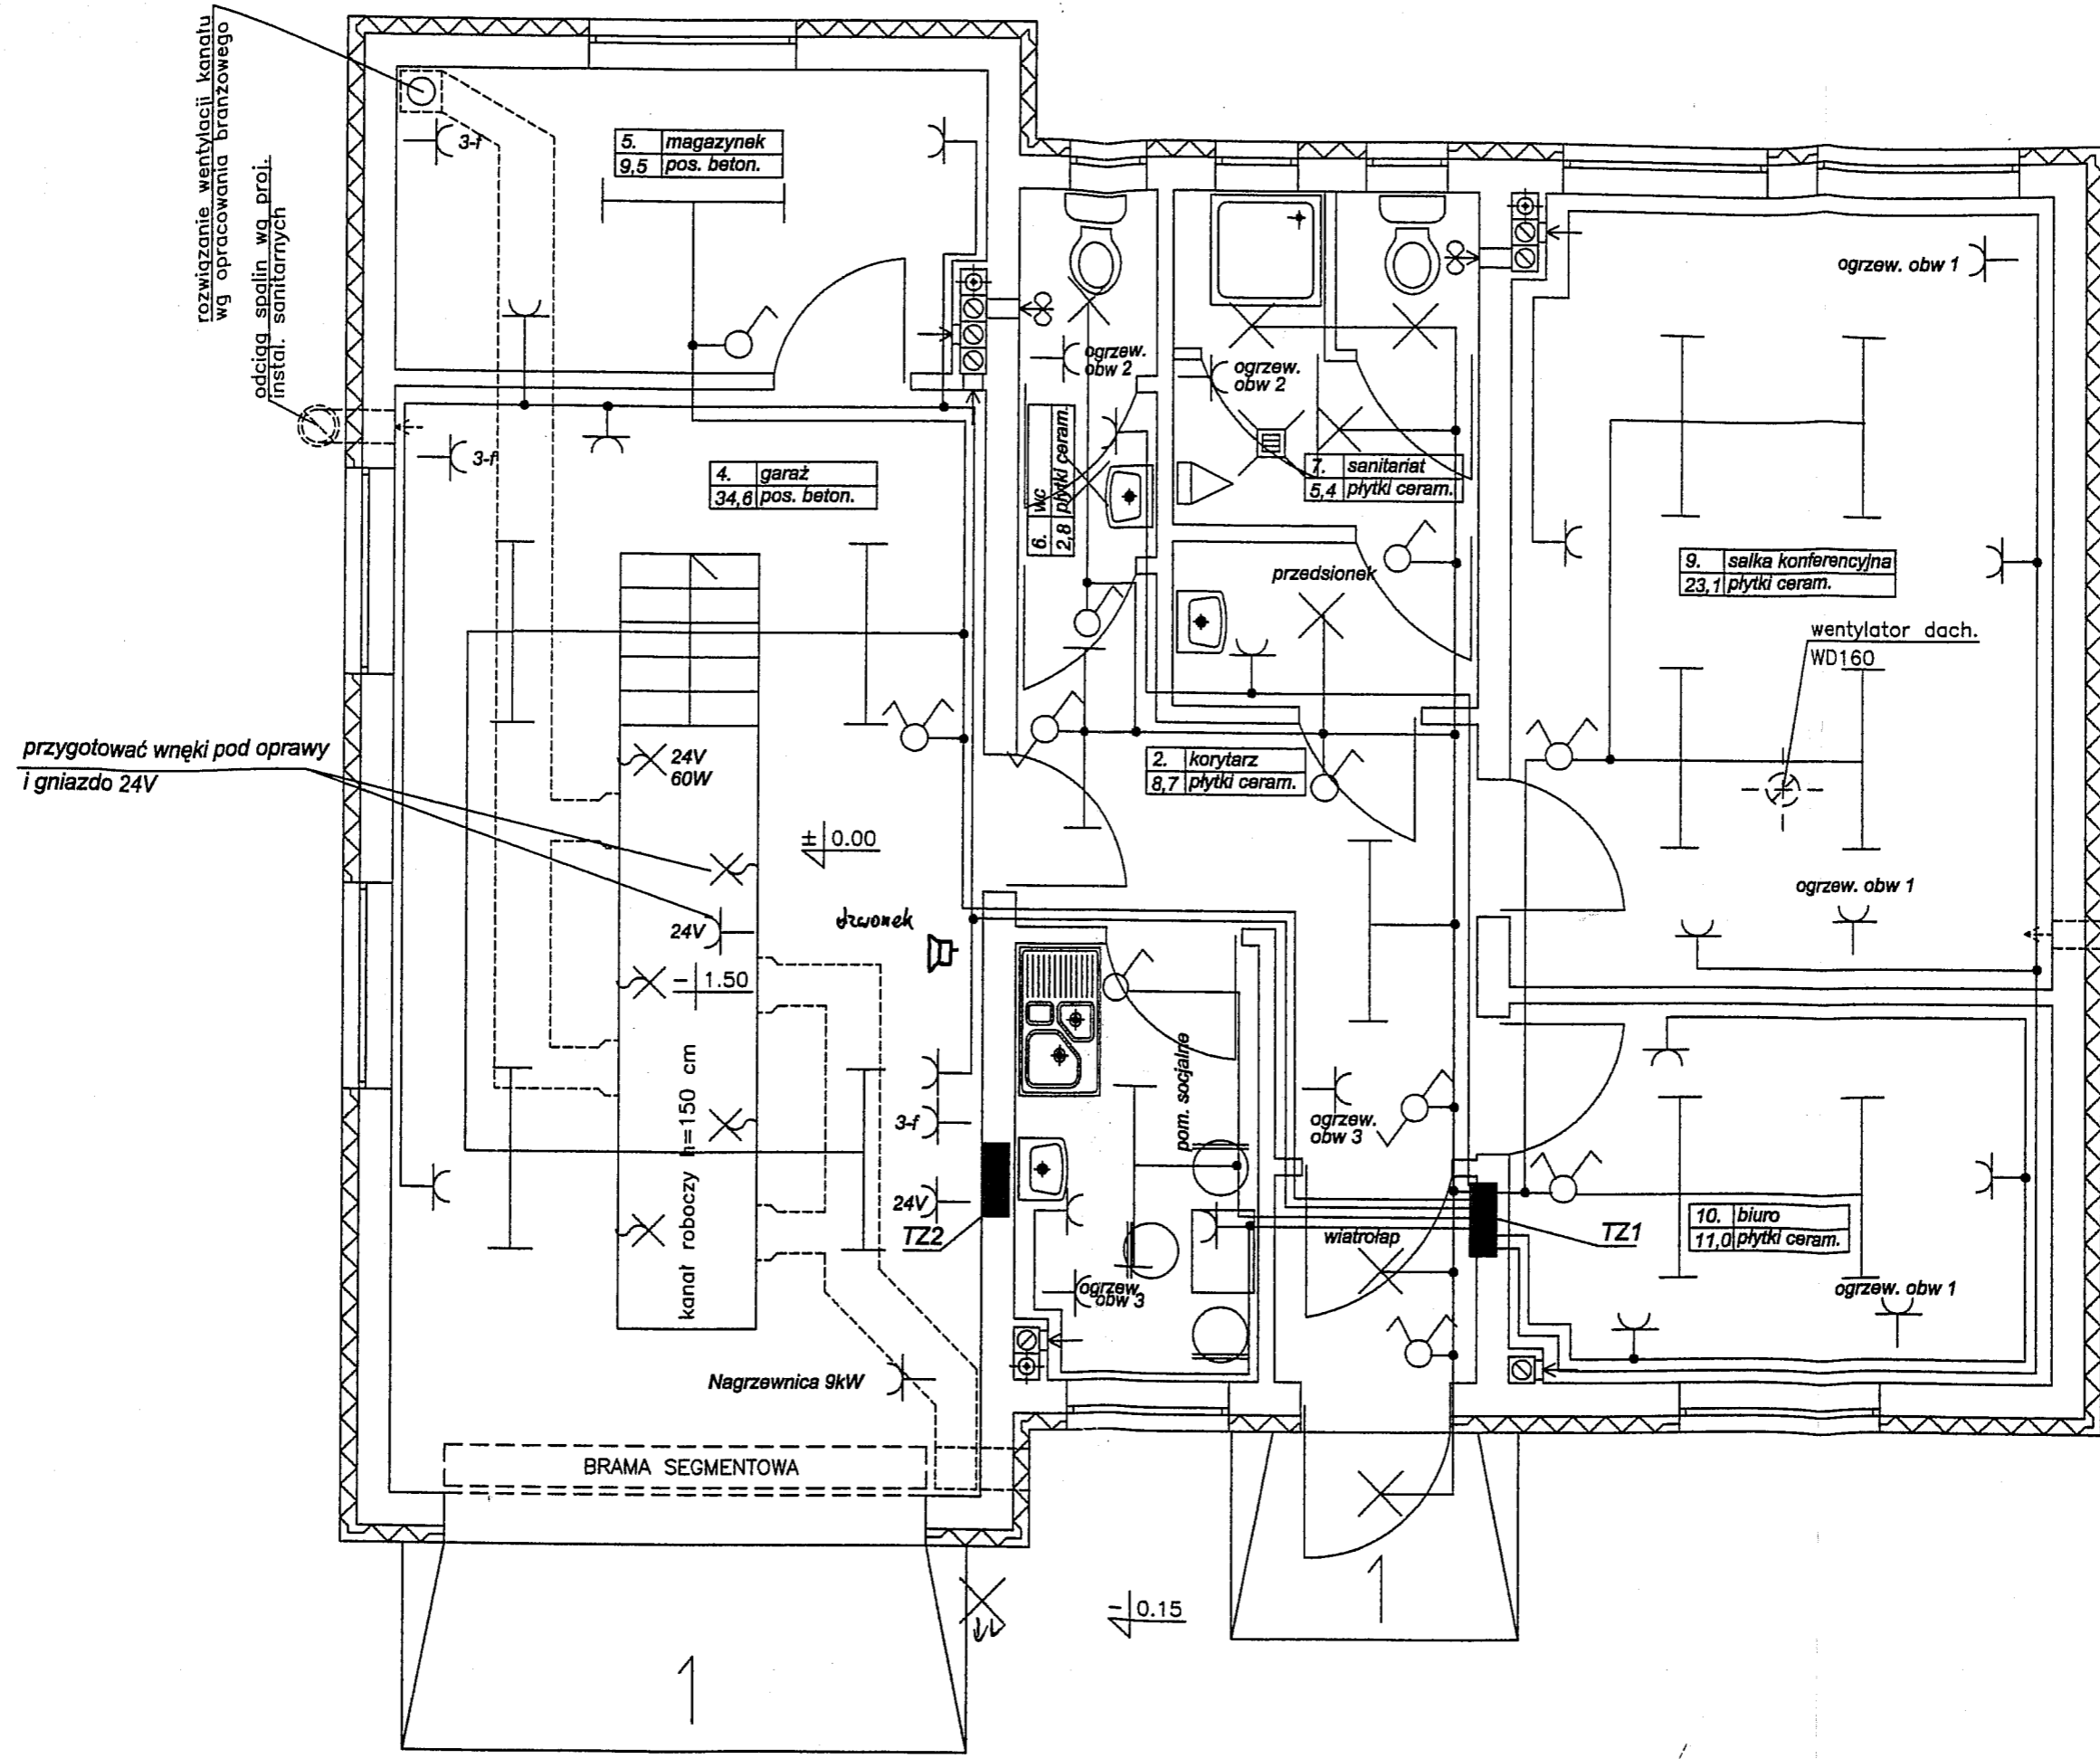 rozwiązanie wentylacji kanału
wg opracowania branżowego
odciąg spalin wg proj.
instal. sanitarnych
3-f
5. magazynek
9,5 pos. beton.
3-f
4. garaż
34,6 pos. beton.
ogrzew.
obw 2
6. wc
2,8 płytki ceram.
ogrzew.
obw 2
7. sanitariat
5,4 płytki ceram.
przedsionek
ogrzew. obw 1
9. salka konferencyjna
23,1 płytki ceram.
wentylator dach.
WD160
ogrzew. obw 1
przygotować wnęki pod oprawy
i gniazdo 24V
24V
60W
± 0.00
2. korytarz
8,7 płytki ceram.
24V
dzwonek
- 1.50
kanał roboczy h=150 cm
3-f
24V
TZ2
pom. socjalne
ogrzew.
obw 3
ogrzew.
obw 3
wiatrołap
TZ1
10. biuro
11,0 płytki ceram.
ogrzew. obw 1
Nagrzewnica 9kW
BRAMA SEGMENTOWA
- 0.15